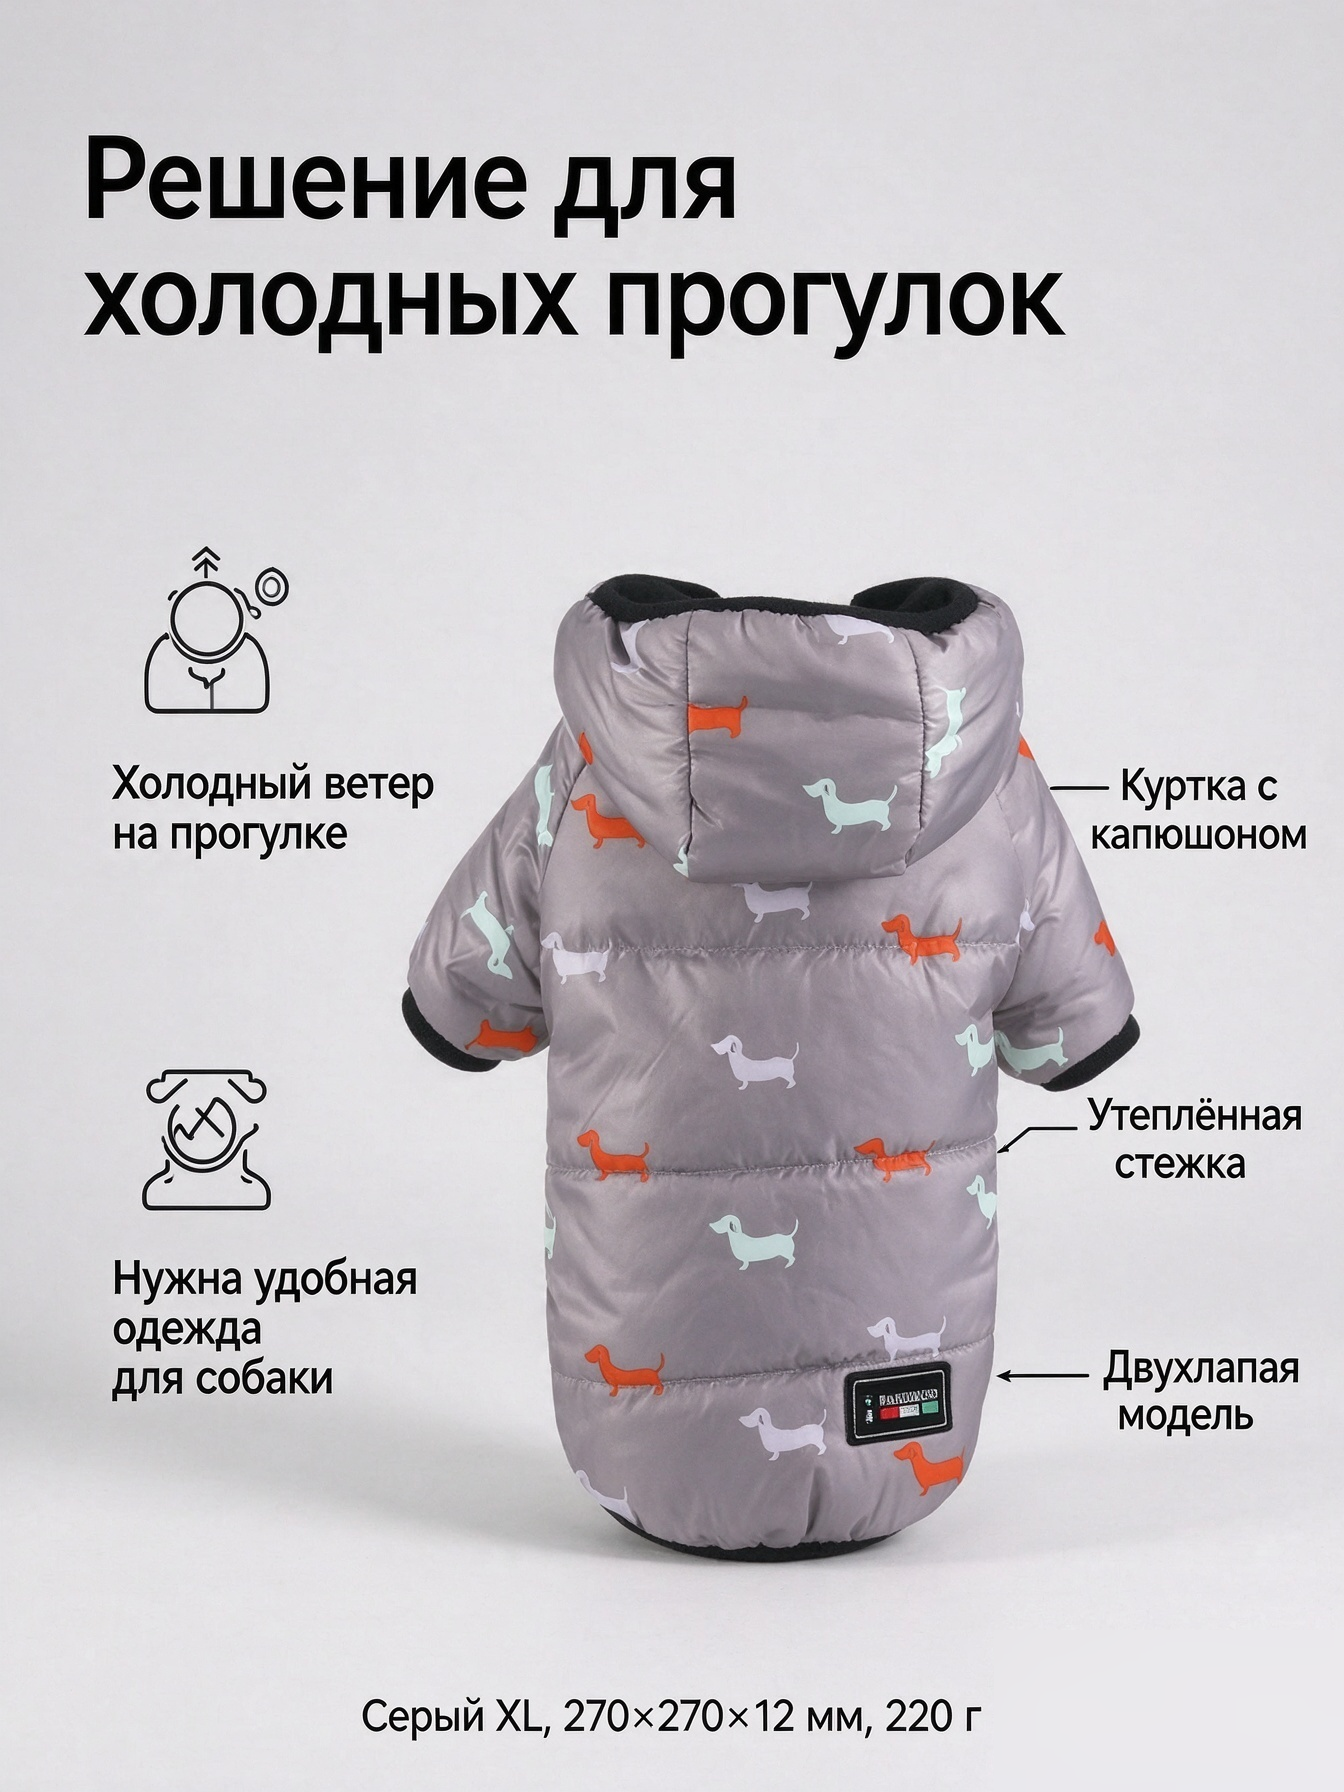 Решение для
холодных прогулок
Холодный ветер
на прогулке
Куртка с
капюшоном
Утеплённая
стежка
Нужна удобная
одежда
для собаки
Двухлапая
модель
Серый XL, 270×270×12 мм, 220 г